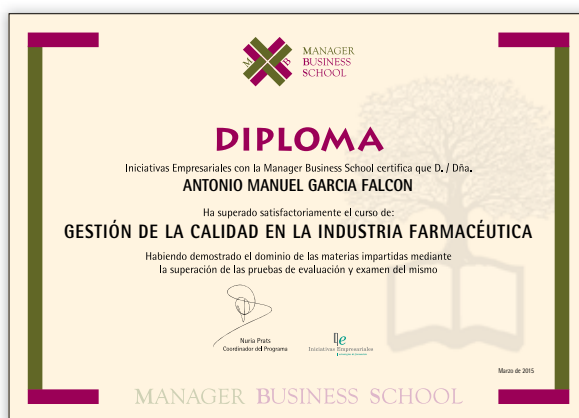 M B
MANAGER
BUSINESS
SCHOOL
DIPLOMA
Iniciativas Empresariales con la Manager Business School certifica que D. / Dña.
ANTONIO MANUEL GARCIA FALCON
Ha superado satisfactoriamente el curso de:
GESTIÓN DE LA CALIDAD EN LA INDUSTRIA FARMACÉUTICA
Habiendo demostrado el dominio de las materias impartidas mediante
la superación de las pruebas de evaluación y examen del mismo
Nuria Prats
Coordinador del Programa
Ie
Iniciativas Empresariales
Marzo de 2015
MANAGER BUSINESS SCHOOL